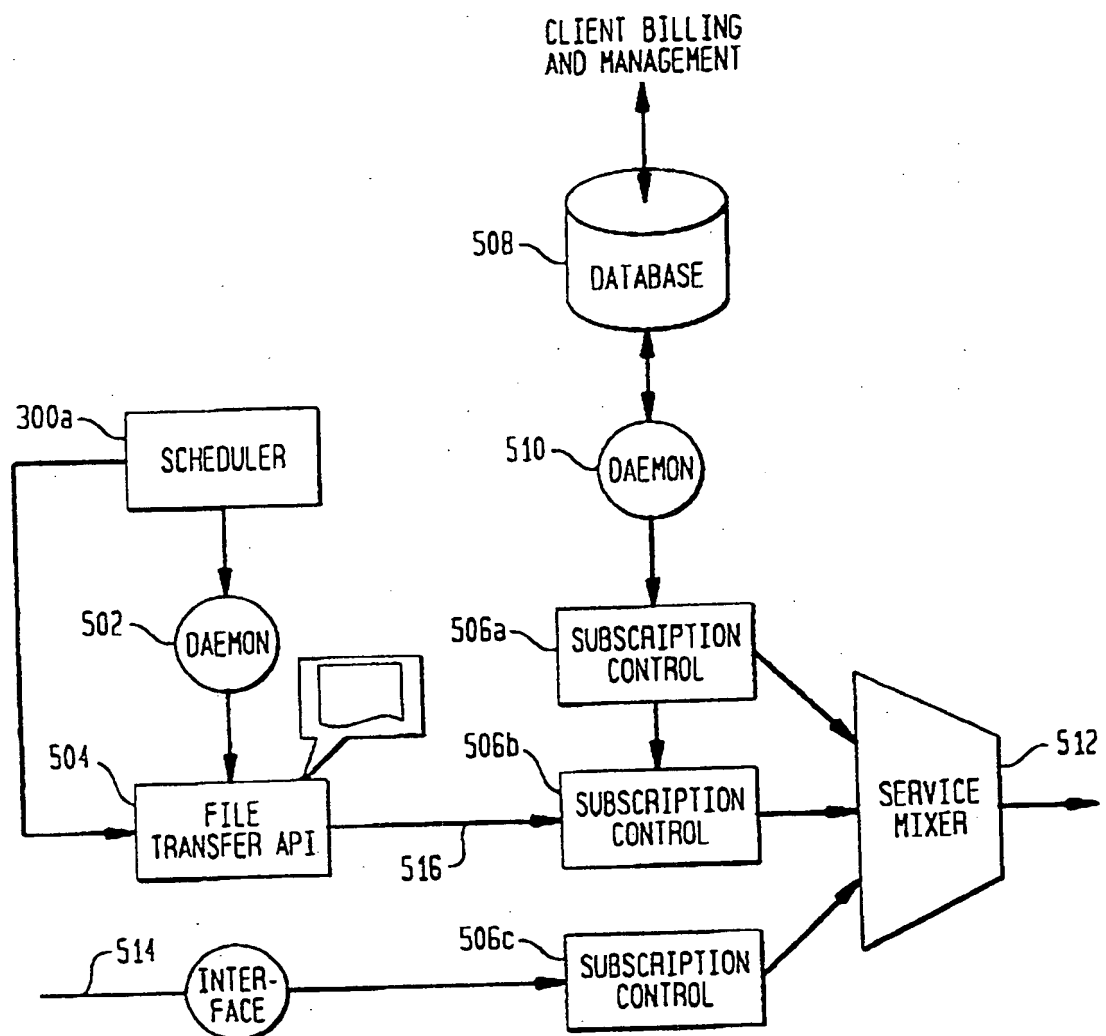 CLIENT BILLING
AND MANAGEMENT
508
DATABASE
300a
SCHEDULER
510
DAEMON
502
DAEMON
506a
SUBSCRIPTION
CONTROL
504
FILE
TRANSFER API
516
506b
SUBSCRIPTION
CONTROL
512
SERVICE
MIXER
514
INTER-
FACE
506c
SUBSCRIPTION
CONTROL